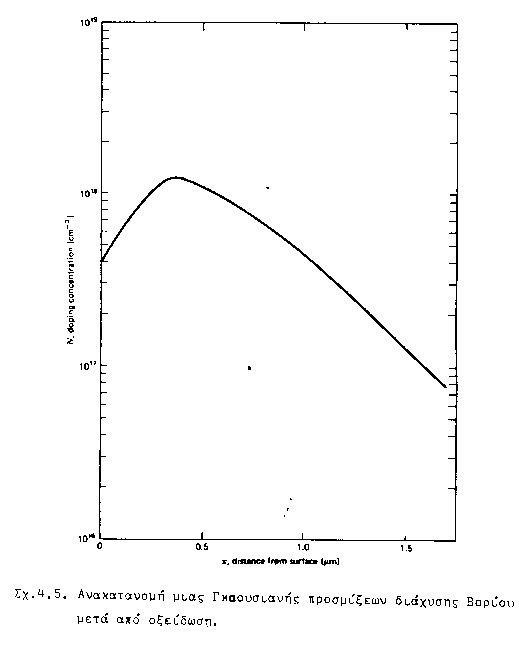 10¹⁹
10¹⁸
N, doping concentration (cm⁻³)
10¹⁷
10¹⁶
0 0.5 1.0 1.5
x, distance from surface (μm)
Σχ.4.5. Ανακατανομή μιας Γκαουσιανής προσμίξεων διάχυσης Βορίου
μετά από οξείδωση.